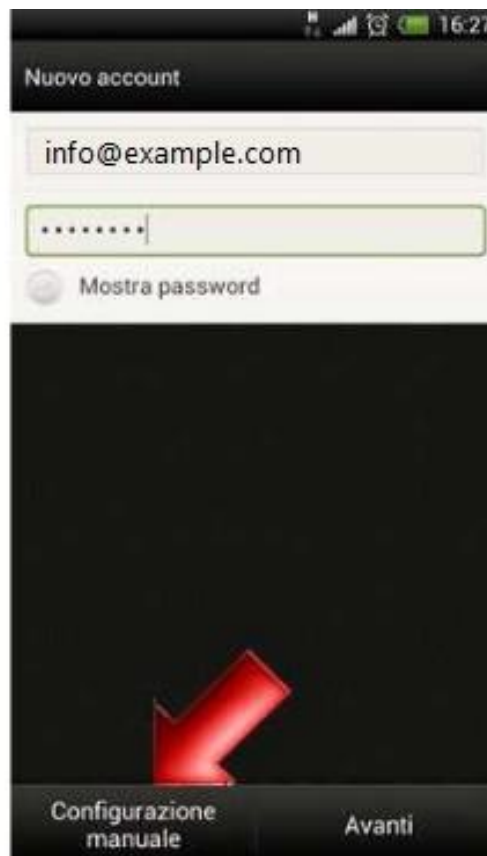 16:27
Nuovo account
info@example.com
••••••••
Mostra password
Configurazione
manuale
Avanti